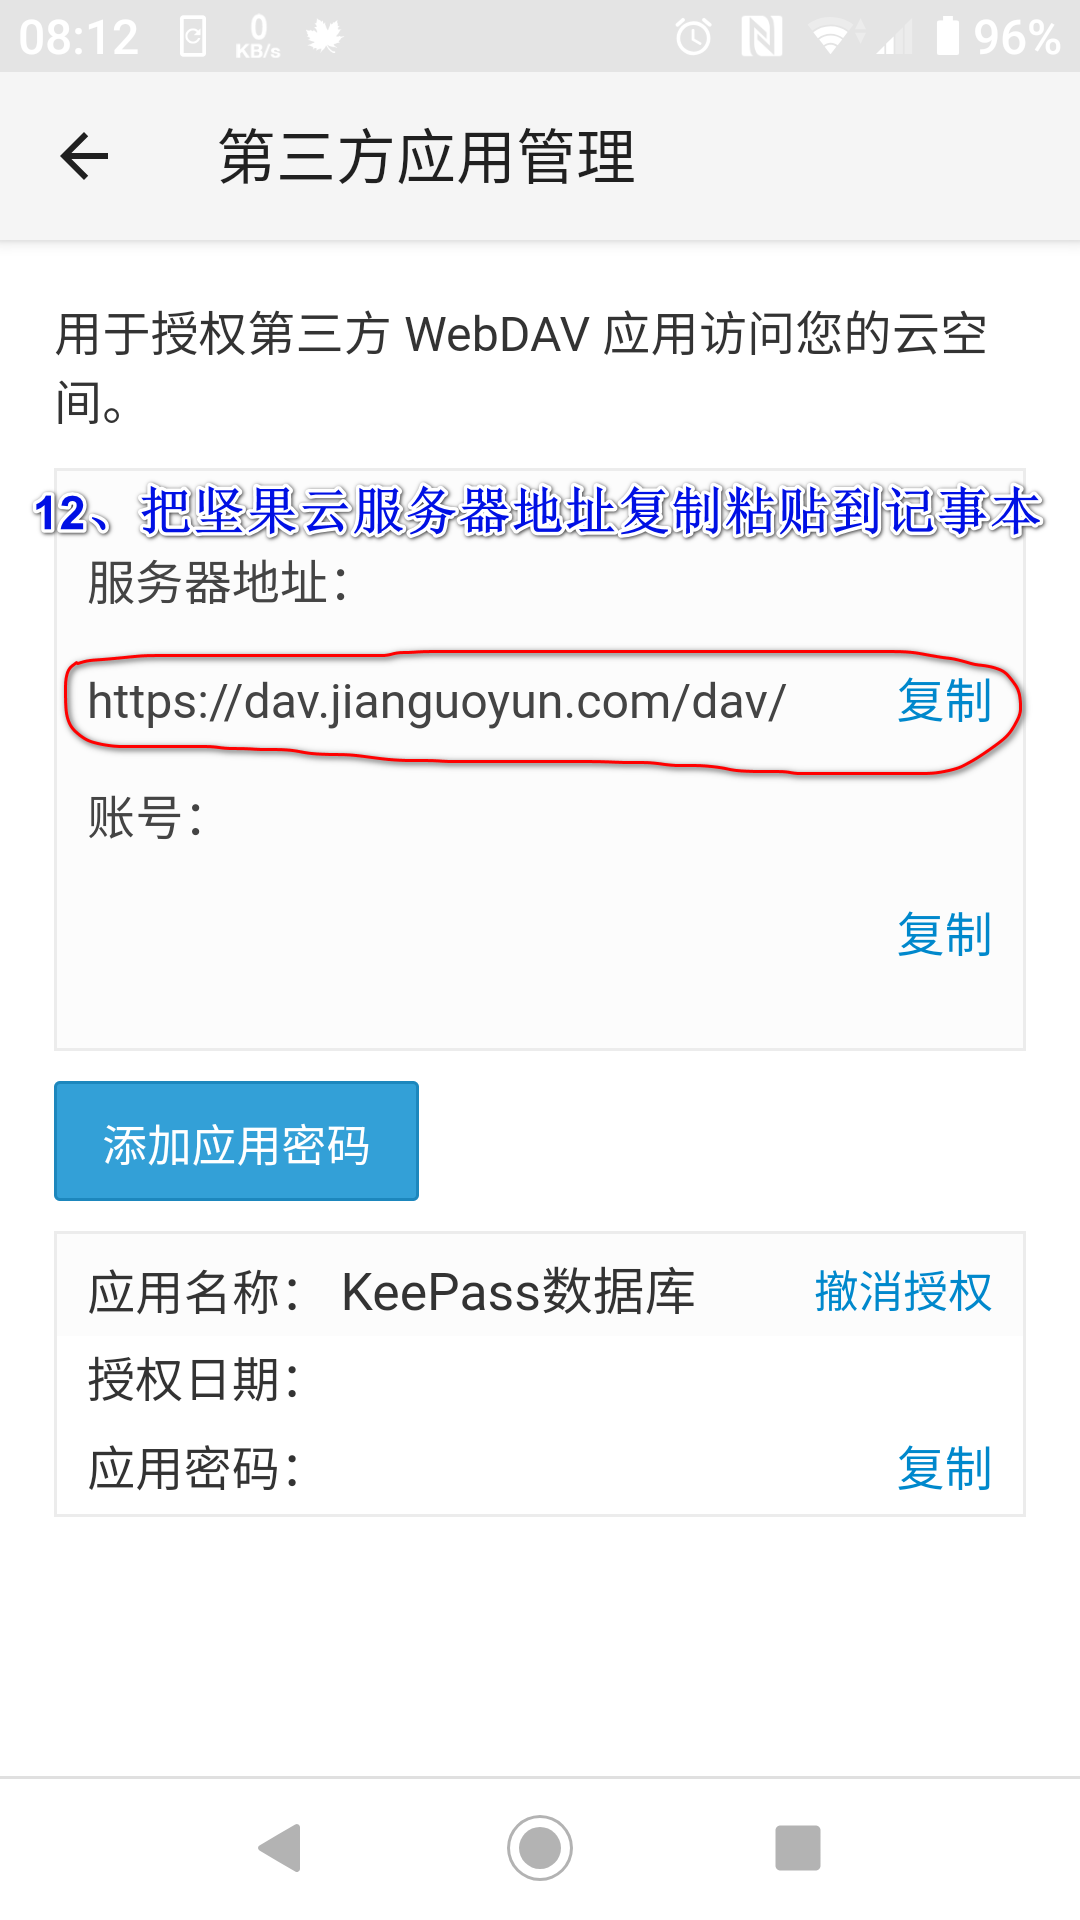 08:12 0 KB/s 96%
第三方应用管理
用于授权第三方 WebDAV 应用访问您的云空
间。
12、把坚果云服务器地址复制粘贴到记事本
服务器地址：
https://dav.jianguoyun.com/dav/ 复制
账号：
复制
添加应用密码
应用名称： KeePass数据库 撤消授权
授权日期：
应用密码： 复制